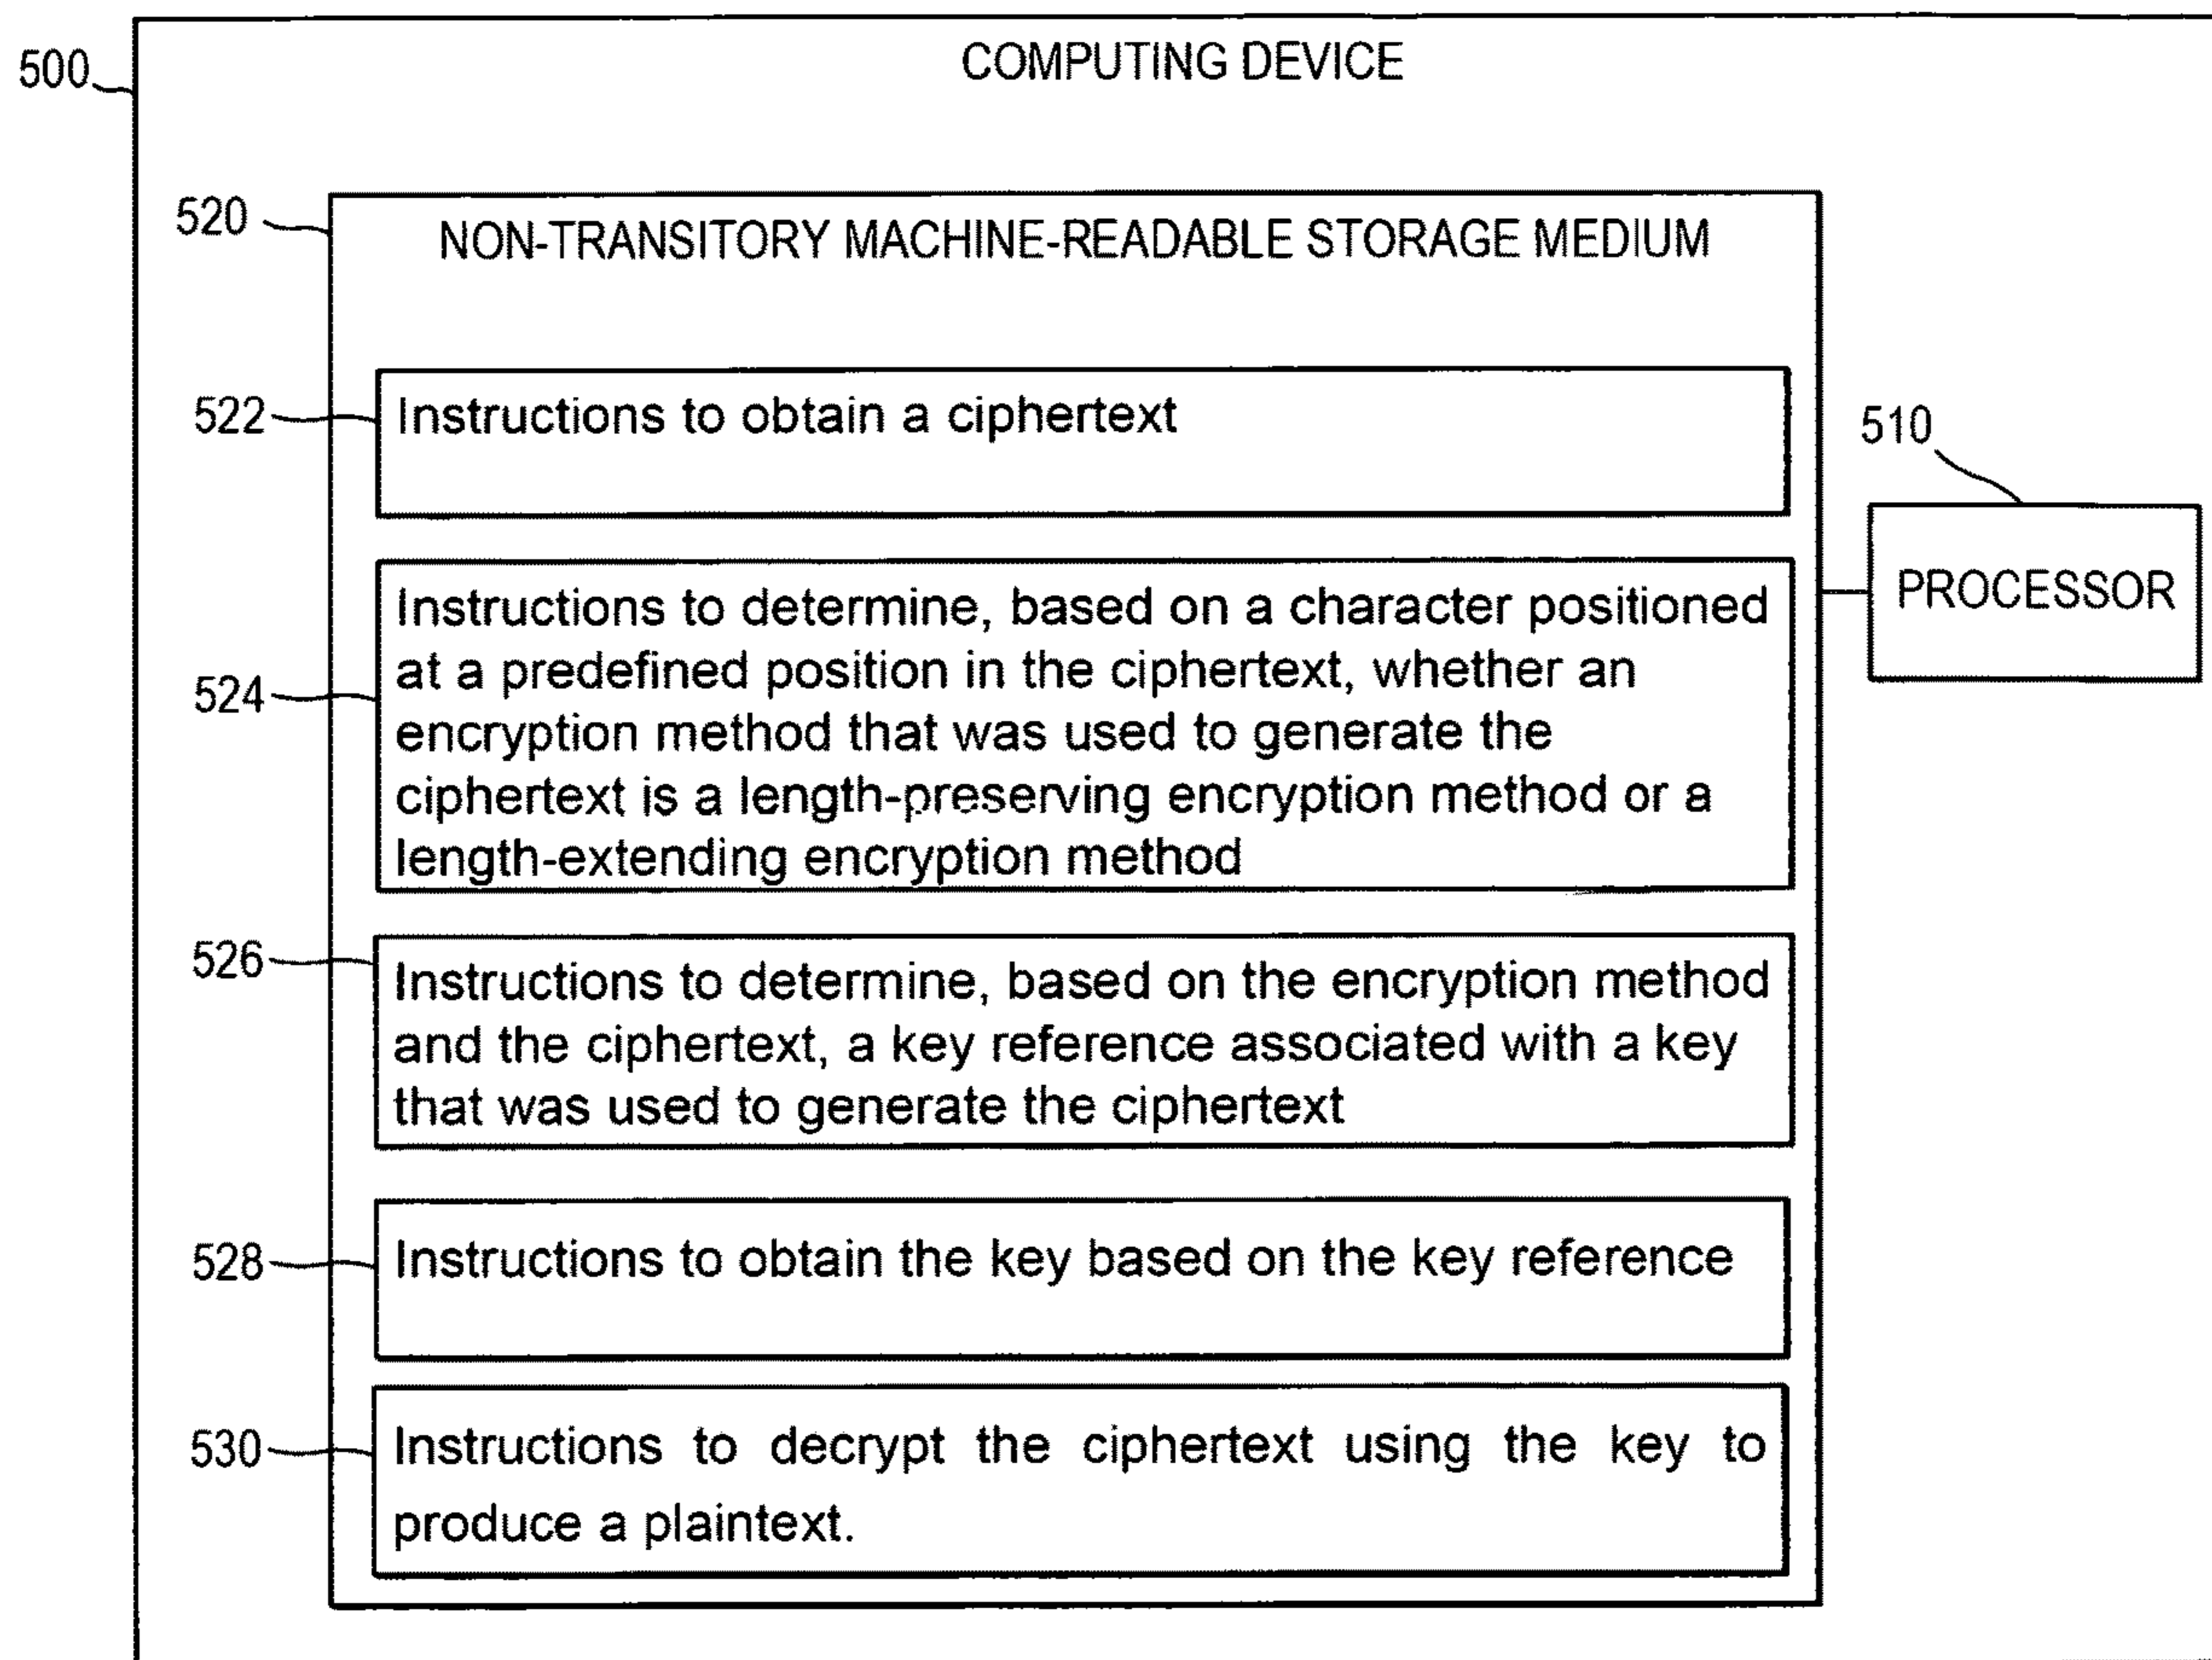 500
COMPUTING DEVICE
520
NON-TRANSITORY MACHINE-READABLE STORAGE MEDIUM
522
Instructions to obtain a ciphertext
510
PROCESSOR
524
Instructions to determine, based on a character positioned
at a predefined position in the ciphertext, whether an
encryption method that was used to generate the
ciphertext is a length-preserving encryption method or a
length-extending encryption method
526
Instructions to determine, based on the encryption method
and the ciphertext, a key reference associated with a key
that was used to generate the ciphertext
528
Instructions to obtain the key based on the key reference
530
Instructions to decrypt the ciphertext using the key to
produce a plaintext.